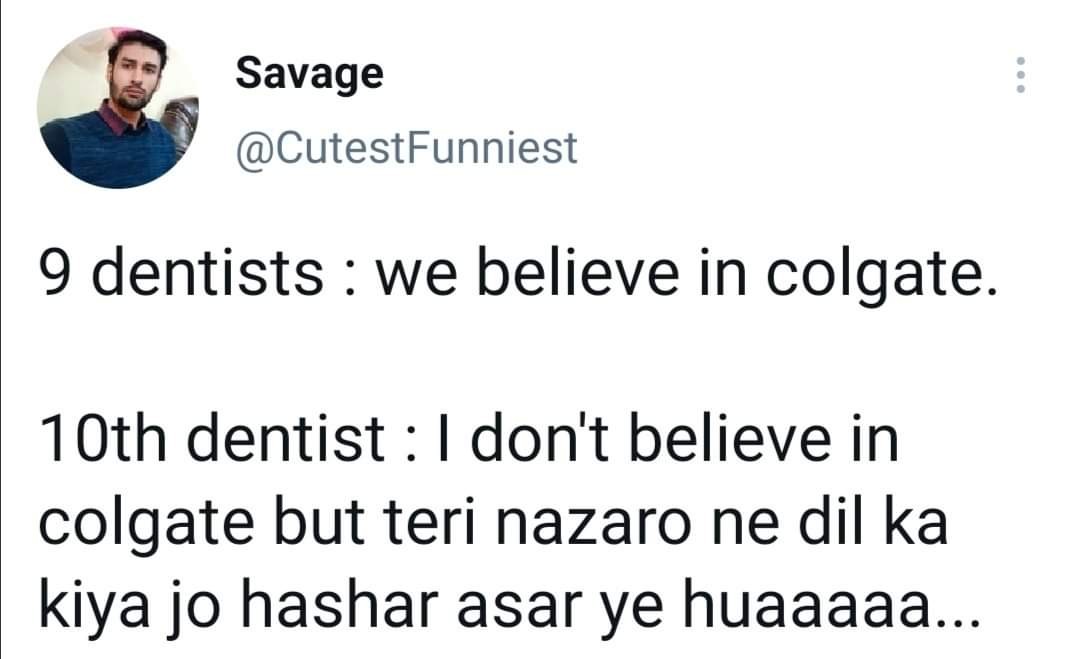 Savage
@CutestFunniest
9 dentists : we believe in colgate.
10th dentist : I don't believe in
colgate but teri nazaro ne dil ka
kiya jo hashar asar ye huaaaaa...